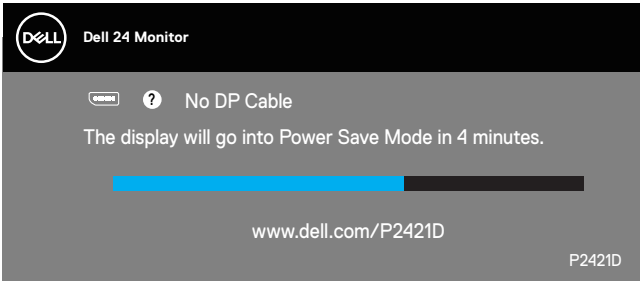 DELL
Dell 24 Monitor
? No DP Cable
The display will go into Power Save Mode in 4 minutes.
www.dell.com/P2421D
P2421D